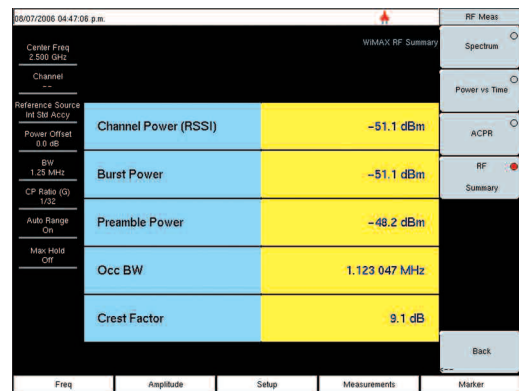 08/07/2006 04:47:06 p.m.
RF Meas
WiMAX RF Summary
Center Freq
2.500 GHz
Channel
--
Reference Source
Int Std Accy
Power Offset
0.0 dB
BW
1.25 MHz
CP Ratio (G)
1/32
Auto Range
On
Max Hold
Off
Channel Power (RSSI) -51.1 dBm
Burst Power -51.1 dBm
Preamble Power -48.2 dBm
Occ BW 1.123 047 MHz
Crest Factor 9.1 dB
Spectrum
Power vs Time
ACPR
RF
Summary
Back
<--
Freq Amplitude Setup Measurements Marker